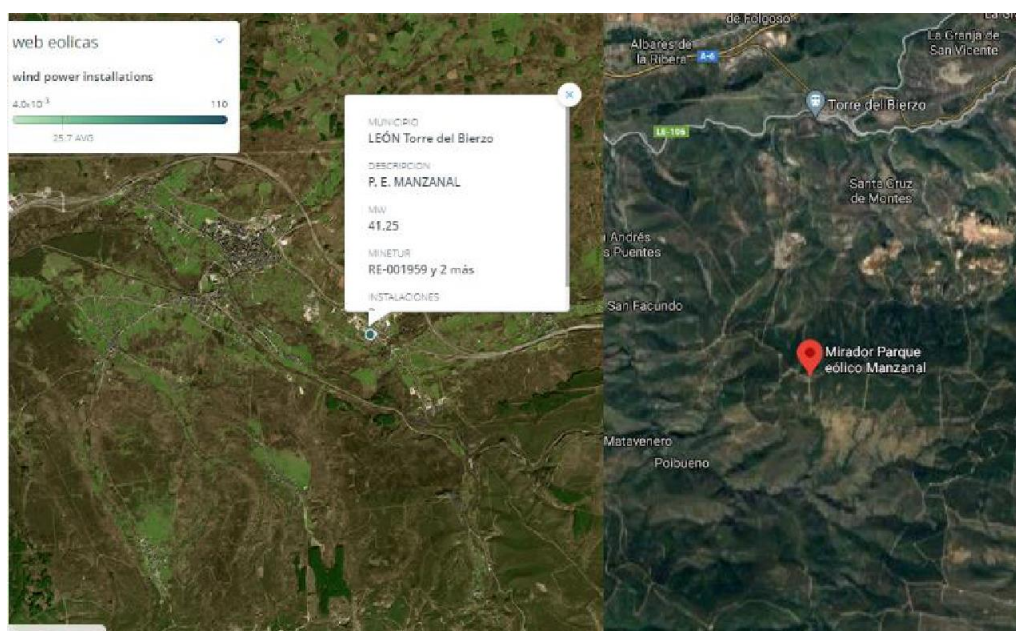 web eolicas
wind power installations
4.0x10⁻³
110
25.7 AVG
MUNICIPIO
LEÓN Torre del Bierzo
DESCRIPCION
P. E. MANZANAL
MW
41.25
MINETUR
RE-001959 y 2 más
INSTALACIONES
de Folgoso
La Granja de
San Vicente
Albares de
la Ribera
A-6
Torre del Bierzo
LE-106
Santa Cruz
de Montes
Andrés
s Puentes
San Facundo
Mirador Parque
eólico Manzanal
Matavenero
Poibueno